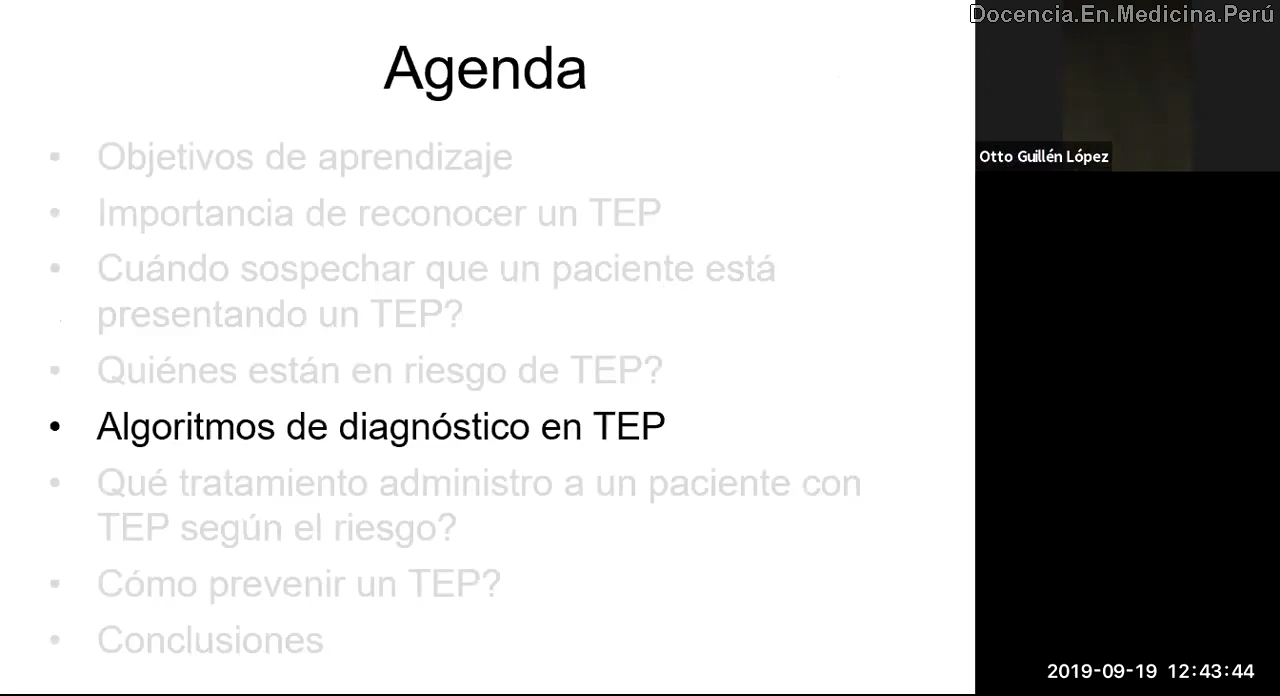 Agenda
• Objetivos de aprendizaje
• Importancia de reconocer un TEP
• Cuándo sospechar que un paciente está
presentando un TEP?
• Quiénes están en riesgo de TEP?
• Algoritmos de diagnóstico en TEP
• Qué tratamiento administro a un paciente con
TEP según el riesgo?
• Cómo prevenir un TEP?
• Conclusiones
Docencia.En.Medicina.Perú
Otto Guillén López
2019-09-19 12:43:44